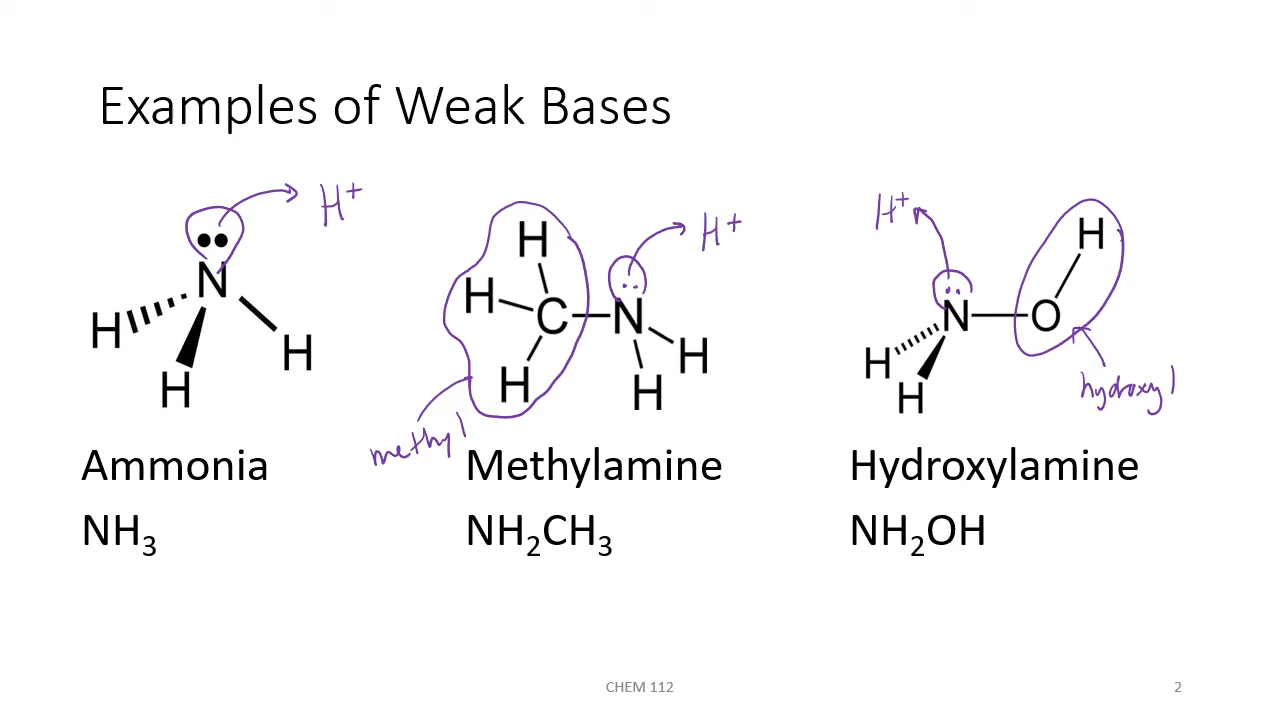 Examples of Weak Bases
H⁺
H⁺
H⁺
N
H
H
H
H
H
H
C
N
H
H
N
O
H
H
H
methyl
hydroxyl
Ammonia
Methylamine
Hydroxylamine
NH₃
NH₂CH₃
NH₂OH
CHEM 112
2